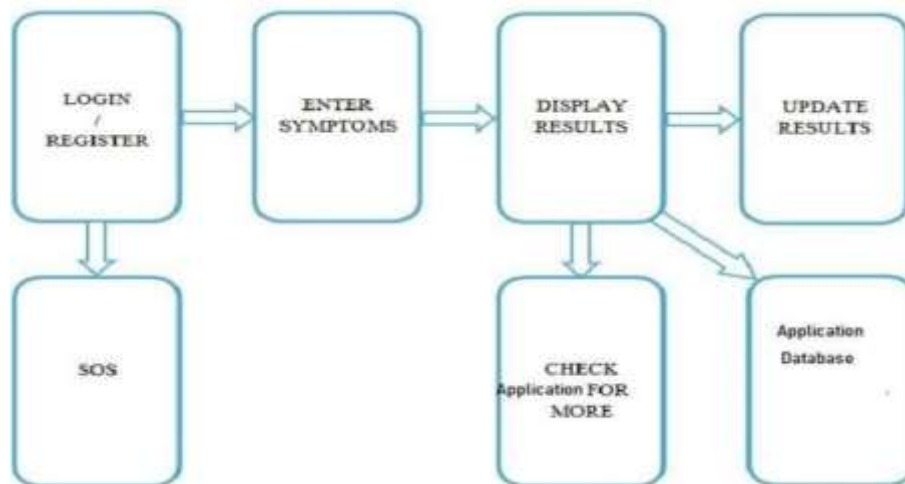 LOGIN
/
REGISTER
ENTER
SYMPTOMS
DISPLAY
RESULTS
UPDATE
RESULTS
SOS
CHECK
Application FOR
MORE
Application
Database